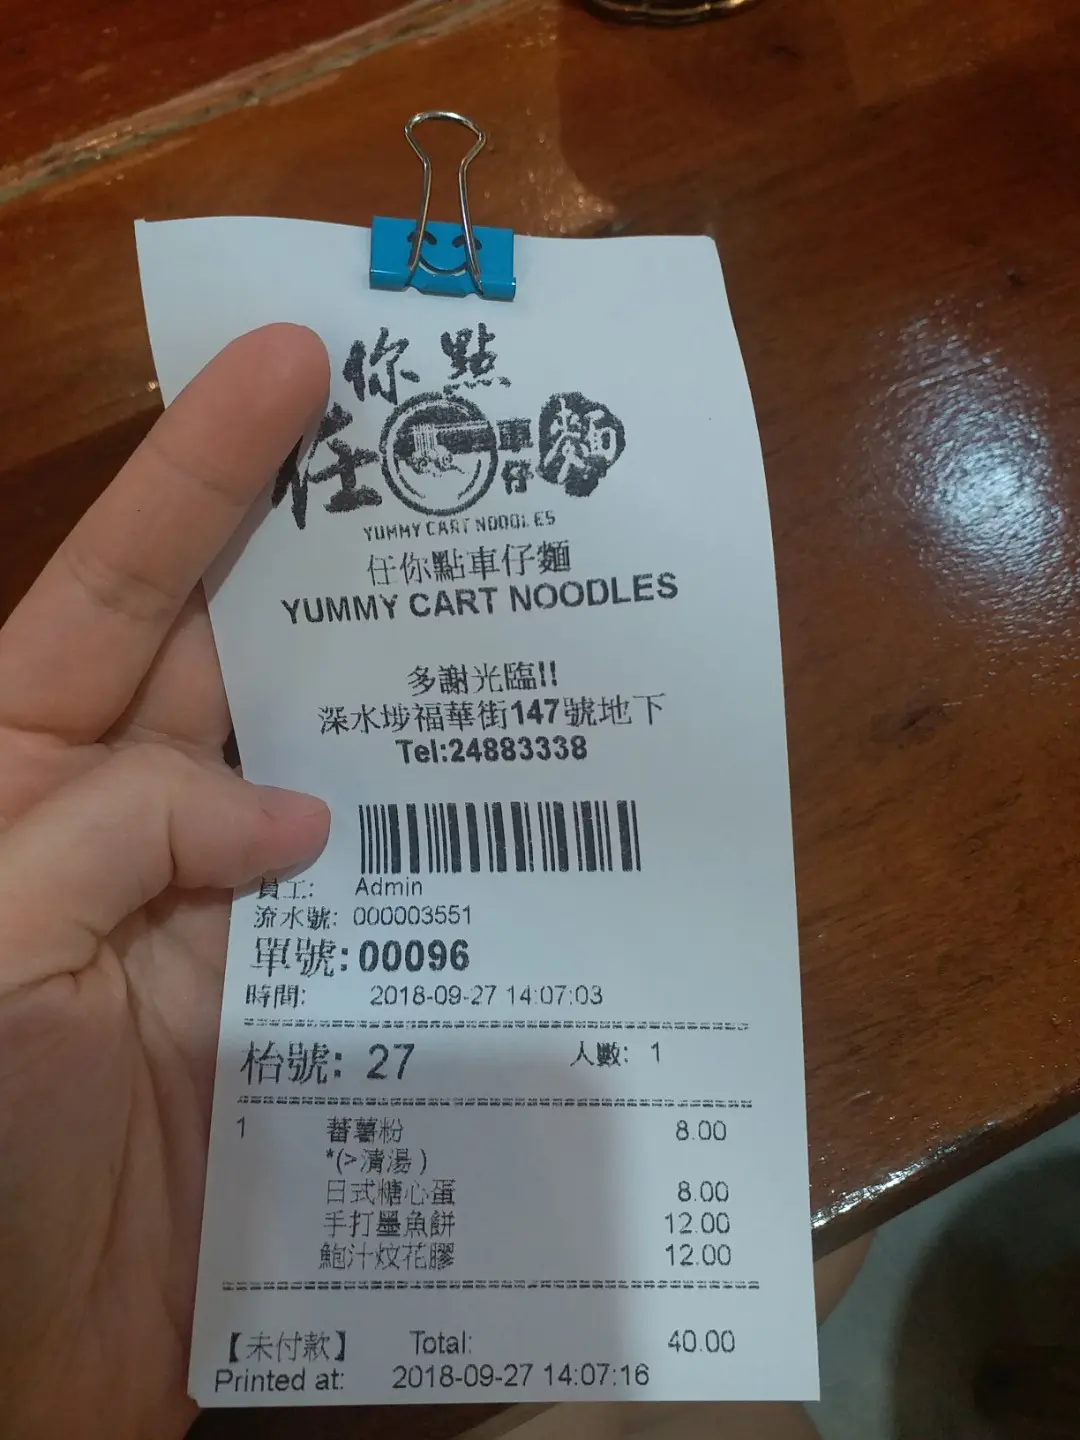 你點
任 車仔麵
YUMMY CART NOODLES
任你點車仔麵
YUMMY CART NOODLES
多謝光臨!!
深水埗福華街147號地下
Tel:24883338
員工: Admin
流水號: 000003551
單號: 00096
時間: 2018-09-27 14:07:03
枱號: 27 人數: 1
1 蕃薯粉 8.00
*(>清湯)
日式糖心蛋 8.00
手打墨魚餅 12.00
鮑汁炆花膠 12.00
【未付款】 Total: 40.00
Printed at: 2018-09-27 14:07:16